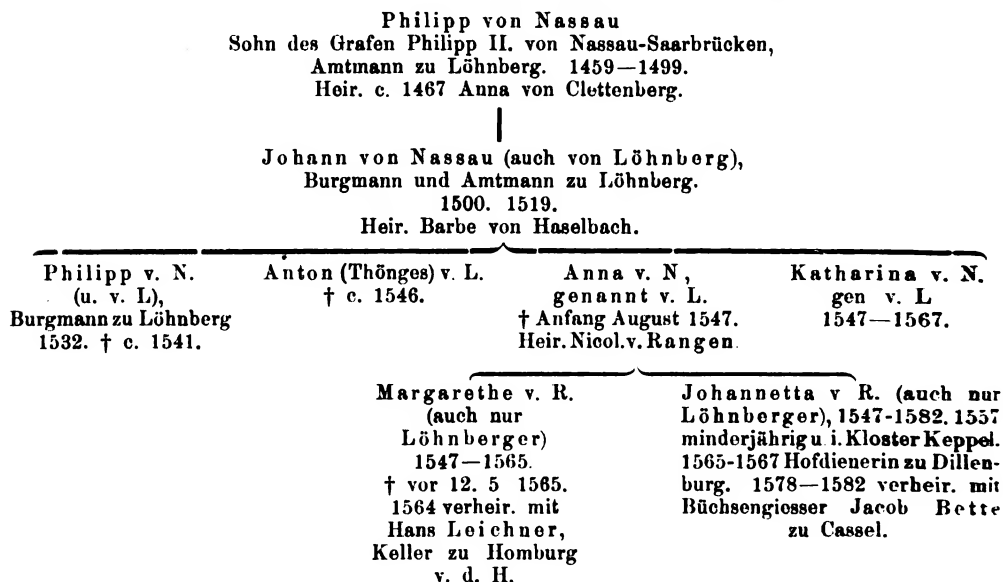 Philipp von Nassau
Sohn des Grafen Philipp II. von Nassau-Saarbrücken,
Amtmann zu Löhnberg. 1459—1499.
Heir. c. 1467 Anna von Clettenberg.
Johann von Nassau (auch von Löhnberg),
Burgmann und Amtmann zu Löhnberg.
1500. 1519.
Heir. Barbe von Haselbach.
Philipp v. N.
(u. v. L),
Burgmann zu Löhnberg
1532. † c. 1541.
Anton (Thönges) v. L.
† c. 1546.
Anna v. N,
genannt v. L.
† Anfang August 1547.
Heir. Nicol. v. Rangen
Katharina v. N.
gen v. L
1547—1567.
Margarethe v. R.
(auch nur
Löhnberger)
1547—1565.
† vor 12. 5 1565.
1564 verheir. mit
Hans Leichner,
Keller zu Homburg
v. d. H.
Johannetta v R. (auch nur
Löhnberger), 1547-1582. 1557
minderjährig u. i. Kloster Keppel.
1565-1567 Hofdienerin zu Dillen-
burg. 1578—1582 verheir. mit
Büchsengiesser Jacob Bette
zu Cassel.